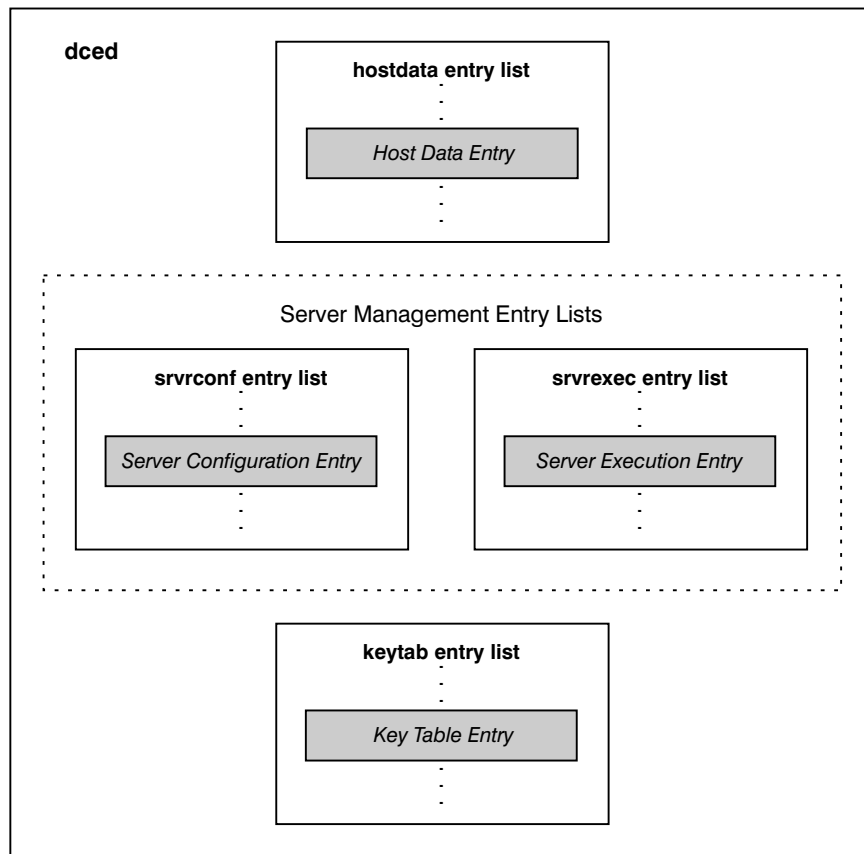 dced
hostdata entry list
Host Data Entry
Server Management Entry Lists
srvrconf entry list
srvrexec entry list
Server Configuration Entry
Server Execution Entry
keytab entry list
Key Table Entry